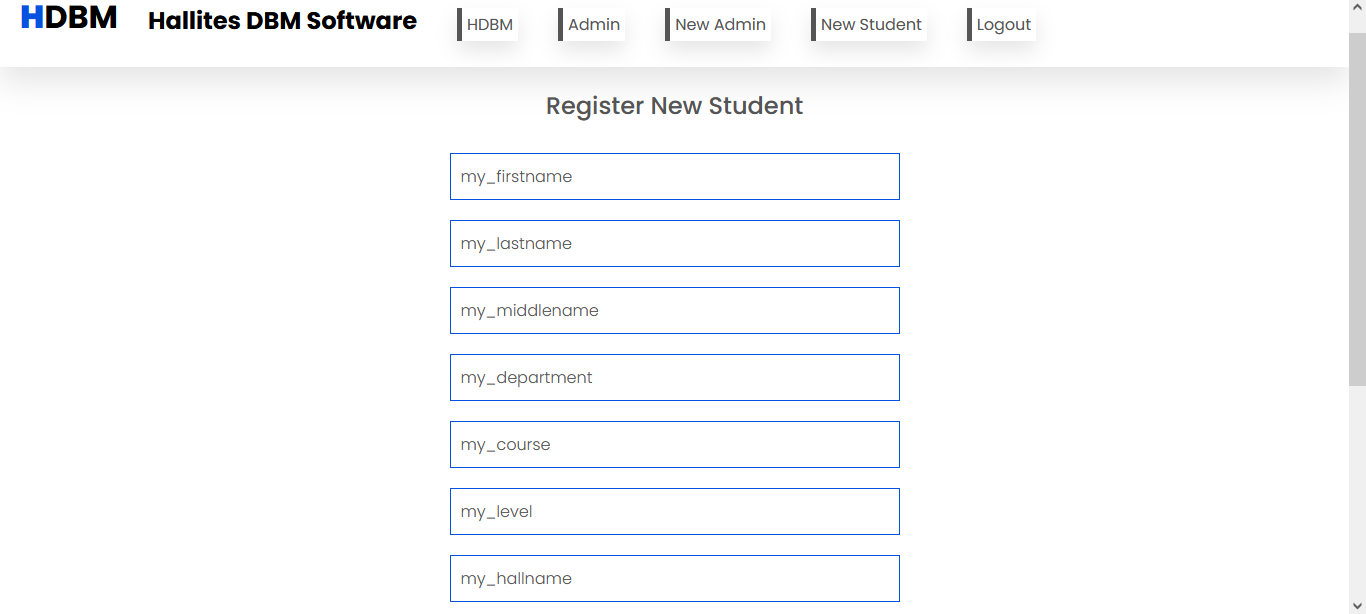 HDBM Hallites DBM Software HDBM Admin New Admin New Student Logout
Register New Student
my_firstname
my_lastname
my_middlename
my_department
my_course
my_level
my_hallname